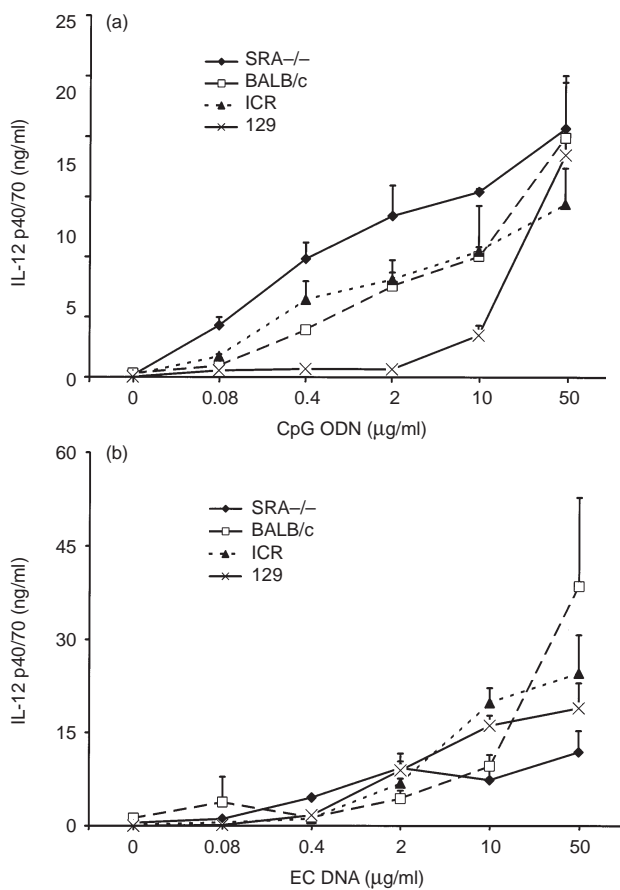 (a)
25
20
15
10
5
0
IL-12 p40/70 (ng/ml)
SRA–/–
BALB/c
ICR
129
0 0.08 0.4 2 10 50
CpG ODN (μg/ml)
(b)
60
45
30
15
0
IL-12 p40/70 (ng/ml)
SRA–/–
BALB/c
ICR
129
0 0.08 0.4 2 10 50
EC DNA (μg/ml)